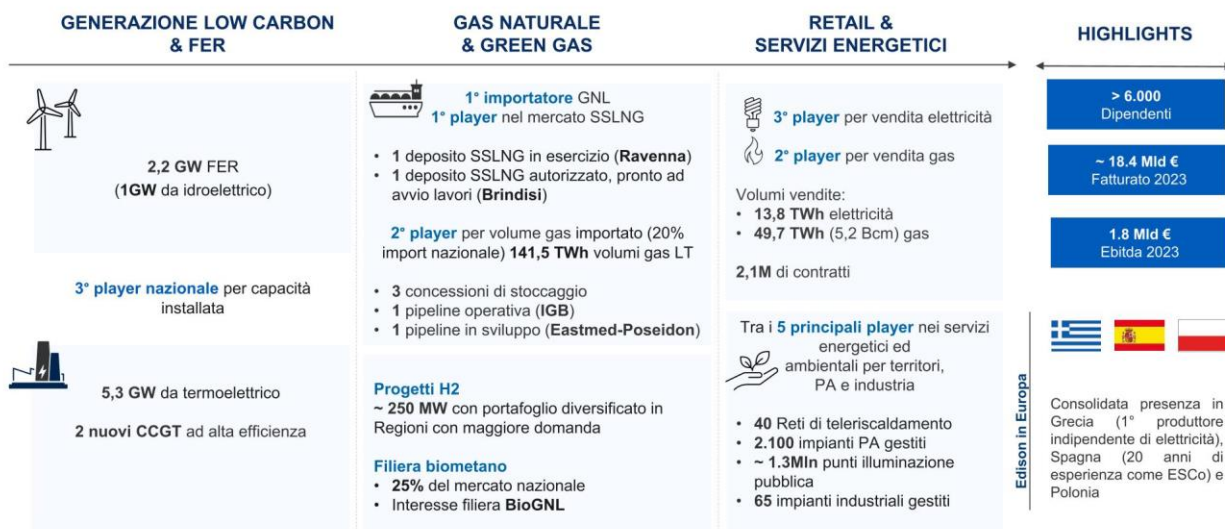 GENERAZIONE LOW CARBON
& FER
2,2 GW FER
(1GW da idroelettrico)
3° player nazionale per capacità
installata
5,3 GW da termoelettrico
2 nuovi CCGT ad alta efficienza
GAS NATURALE
& GREEN GAS
1° importatore GNL
1° player nel mercato SSLNG
• 1 deposito SSLNG in esercizio (Ravenna)
• 1 deposito SSLNG autorizzato, pronto ad
avvio lavori (Brindisi)
2° player per volume gas importato (20%
import nazionale) 141,5 TWh volumi gas LT
• 3 concessioni di stoccaggio
• 1 pipeline operativa (IGB)
• 1 pipeline in sviluppo (Eastmed-Poseidon)
Progetti H2
~ 250 MW con portafoglio diversificato in
Regioni con maggiore domanda
Filiera biometano
• 25% del mercato nazionale
• Interesse filiera BioGNL
RETAIL &
SERVIZI ENERGETICI
3° player per vendita elettricità
2° player per vendita gas
Volumi vendite:
• 13,8 TWh elettricità
• 49,7 TWh (5,2 Bcm) gas
2,1M di contratti
Tra i 5 principali player nei servizi
energetici ed
ambientali per territori,
PA e industria
• 40 Reti di teleriscaldamento
• 2.100 impianti PA gestiti
• ~ 1.3Mln punti illuminazione
pubblica
• 65 impianti industriali gestiti
HIGHLIGHTS
> 6.000
Dipendenti
~ 18.4 Mld €
Fatturato 2023
1.8 Mld €
Ebitda 2023
Edison in Europa
Consolidata presenza in
Grecia (1° produttore
indipendente di elettricità),
Spagna (20 anni di
esperienza come ESCo) e
Polonia